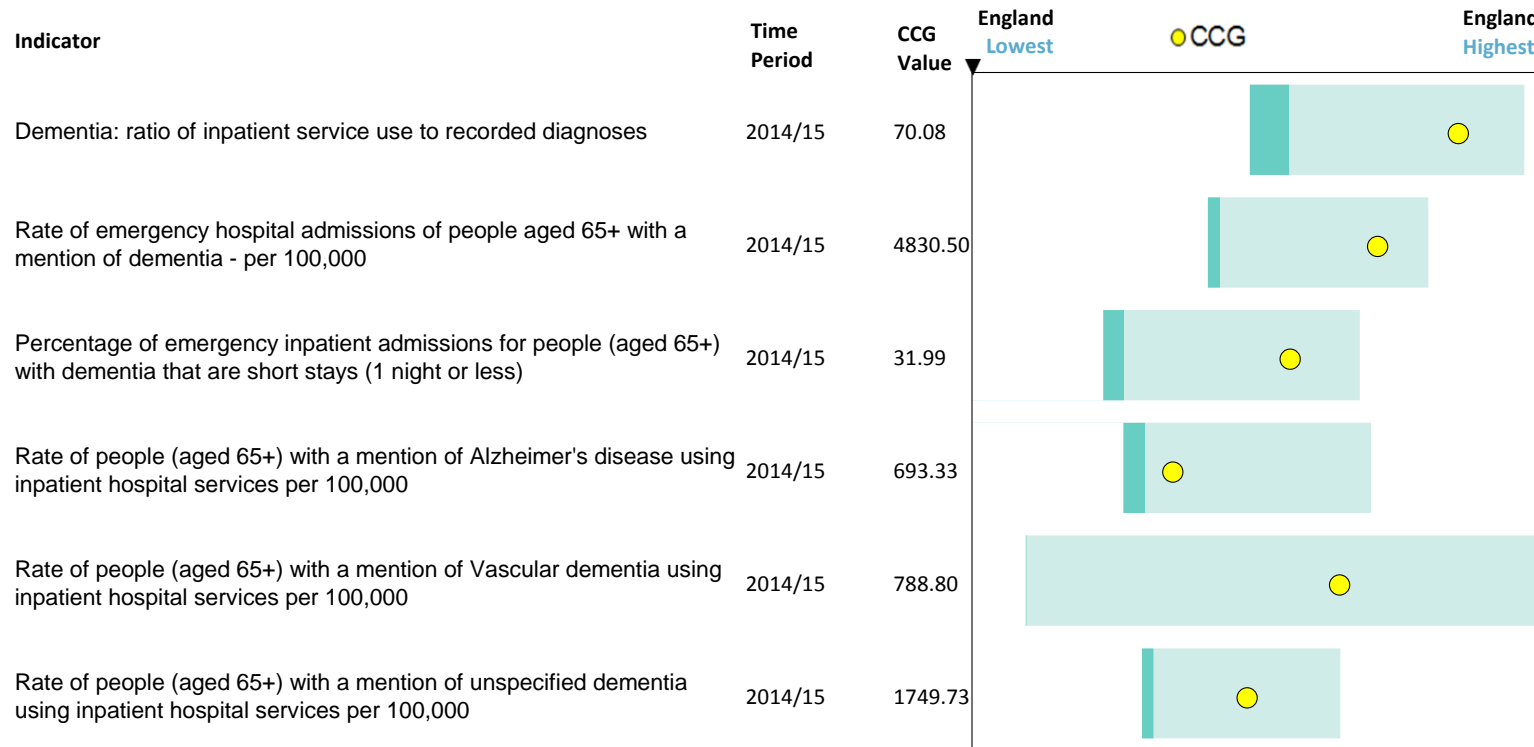 Indicator
Time
Period
CCG
Value
England
Lowest
CCG
England
Highest
Dementia: ratio of inpatient service use to recorded diagnoses
2014/15
70.08
Rate of emergency hospital admissions of people aged 65+ with a
mention of dementia - per 100,000
2014/15
4830.50
Percentage of emergency inpatient admissions for people (aged 65+)
with dementia that are short stays (1 night or less)
2014/15
31.99
Rate of people (aged 65+) with a mention of Alzheimer's disease using
inpatient hospital services per 100,000
2014/15
693.33
Rate of people (aged 65+) with a mention of Vascular dementia using
inpatient hospital services per 100,000
2014/15
788.80
Rate of people (aged 65+) with a mention of unspecified dementia
using inpatient hospital services per 100,000
2014/15
1749.73